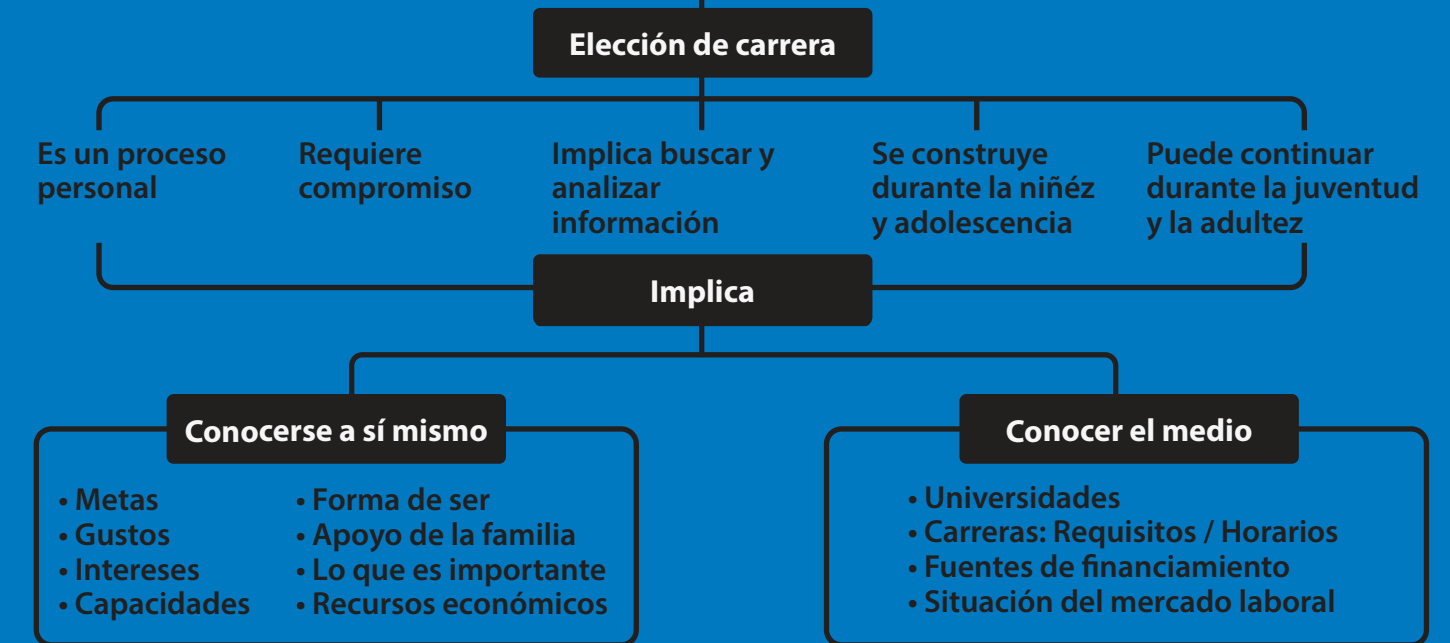 Elección de carrera
Es un proceso
personal
Requiere
compromiso
Implica buscar y
analizar
información
Se construye
durante la niñéz
y adolescencia
Puede continuar
durante la juventud
y la adultez
Implica
Conocerse a sí mismo
• Metas
• Gustos
• Intereses
• Capacidades
• Forma de ser
• Apoyo de la familia
• Lo que es importante
• Recursos económicos
Conocer el medio
• Universidades
• Carreras: Requisitos / Horarios
• Fuentes de financiamiento
• Situación del mercado laboral